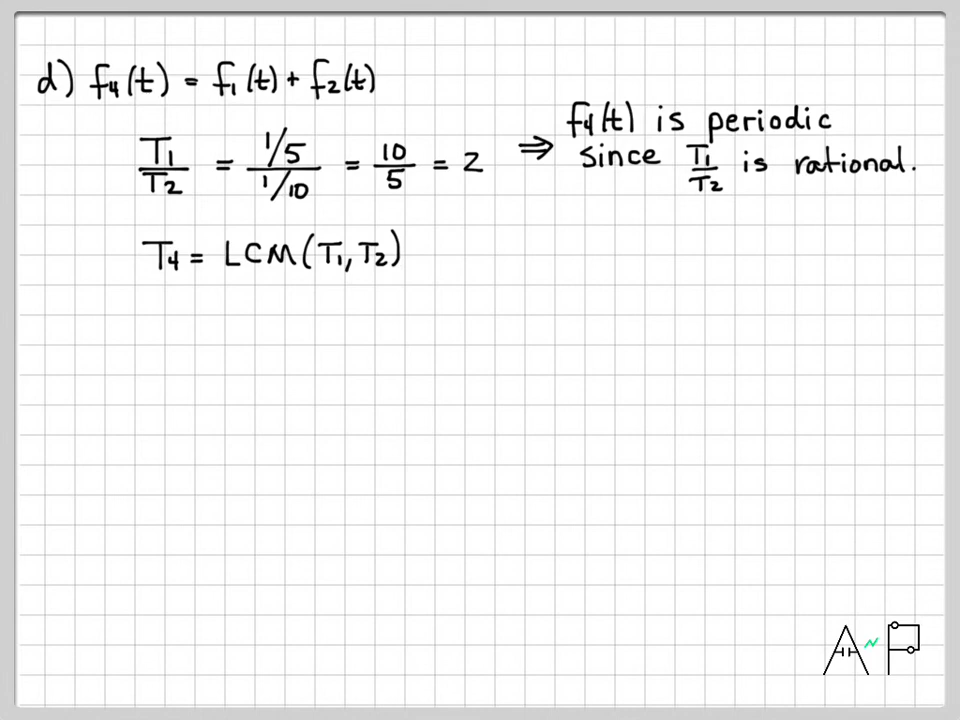 d) f₄(t) = f₁(t) + f₂(t)
T₁/T₂ = (1/5)/(1/10) = 10/5 = 2 ⇒ f₄(t) is periodic
since T₁/T₂ is rational.
T₄ = LCM(T₁, T₂)